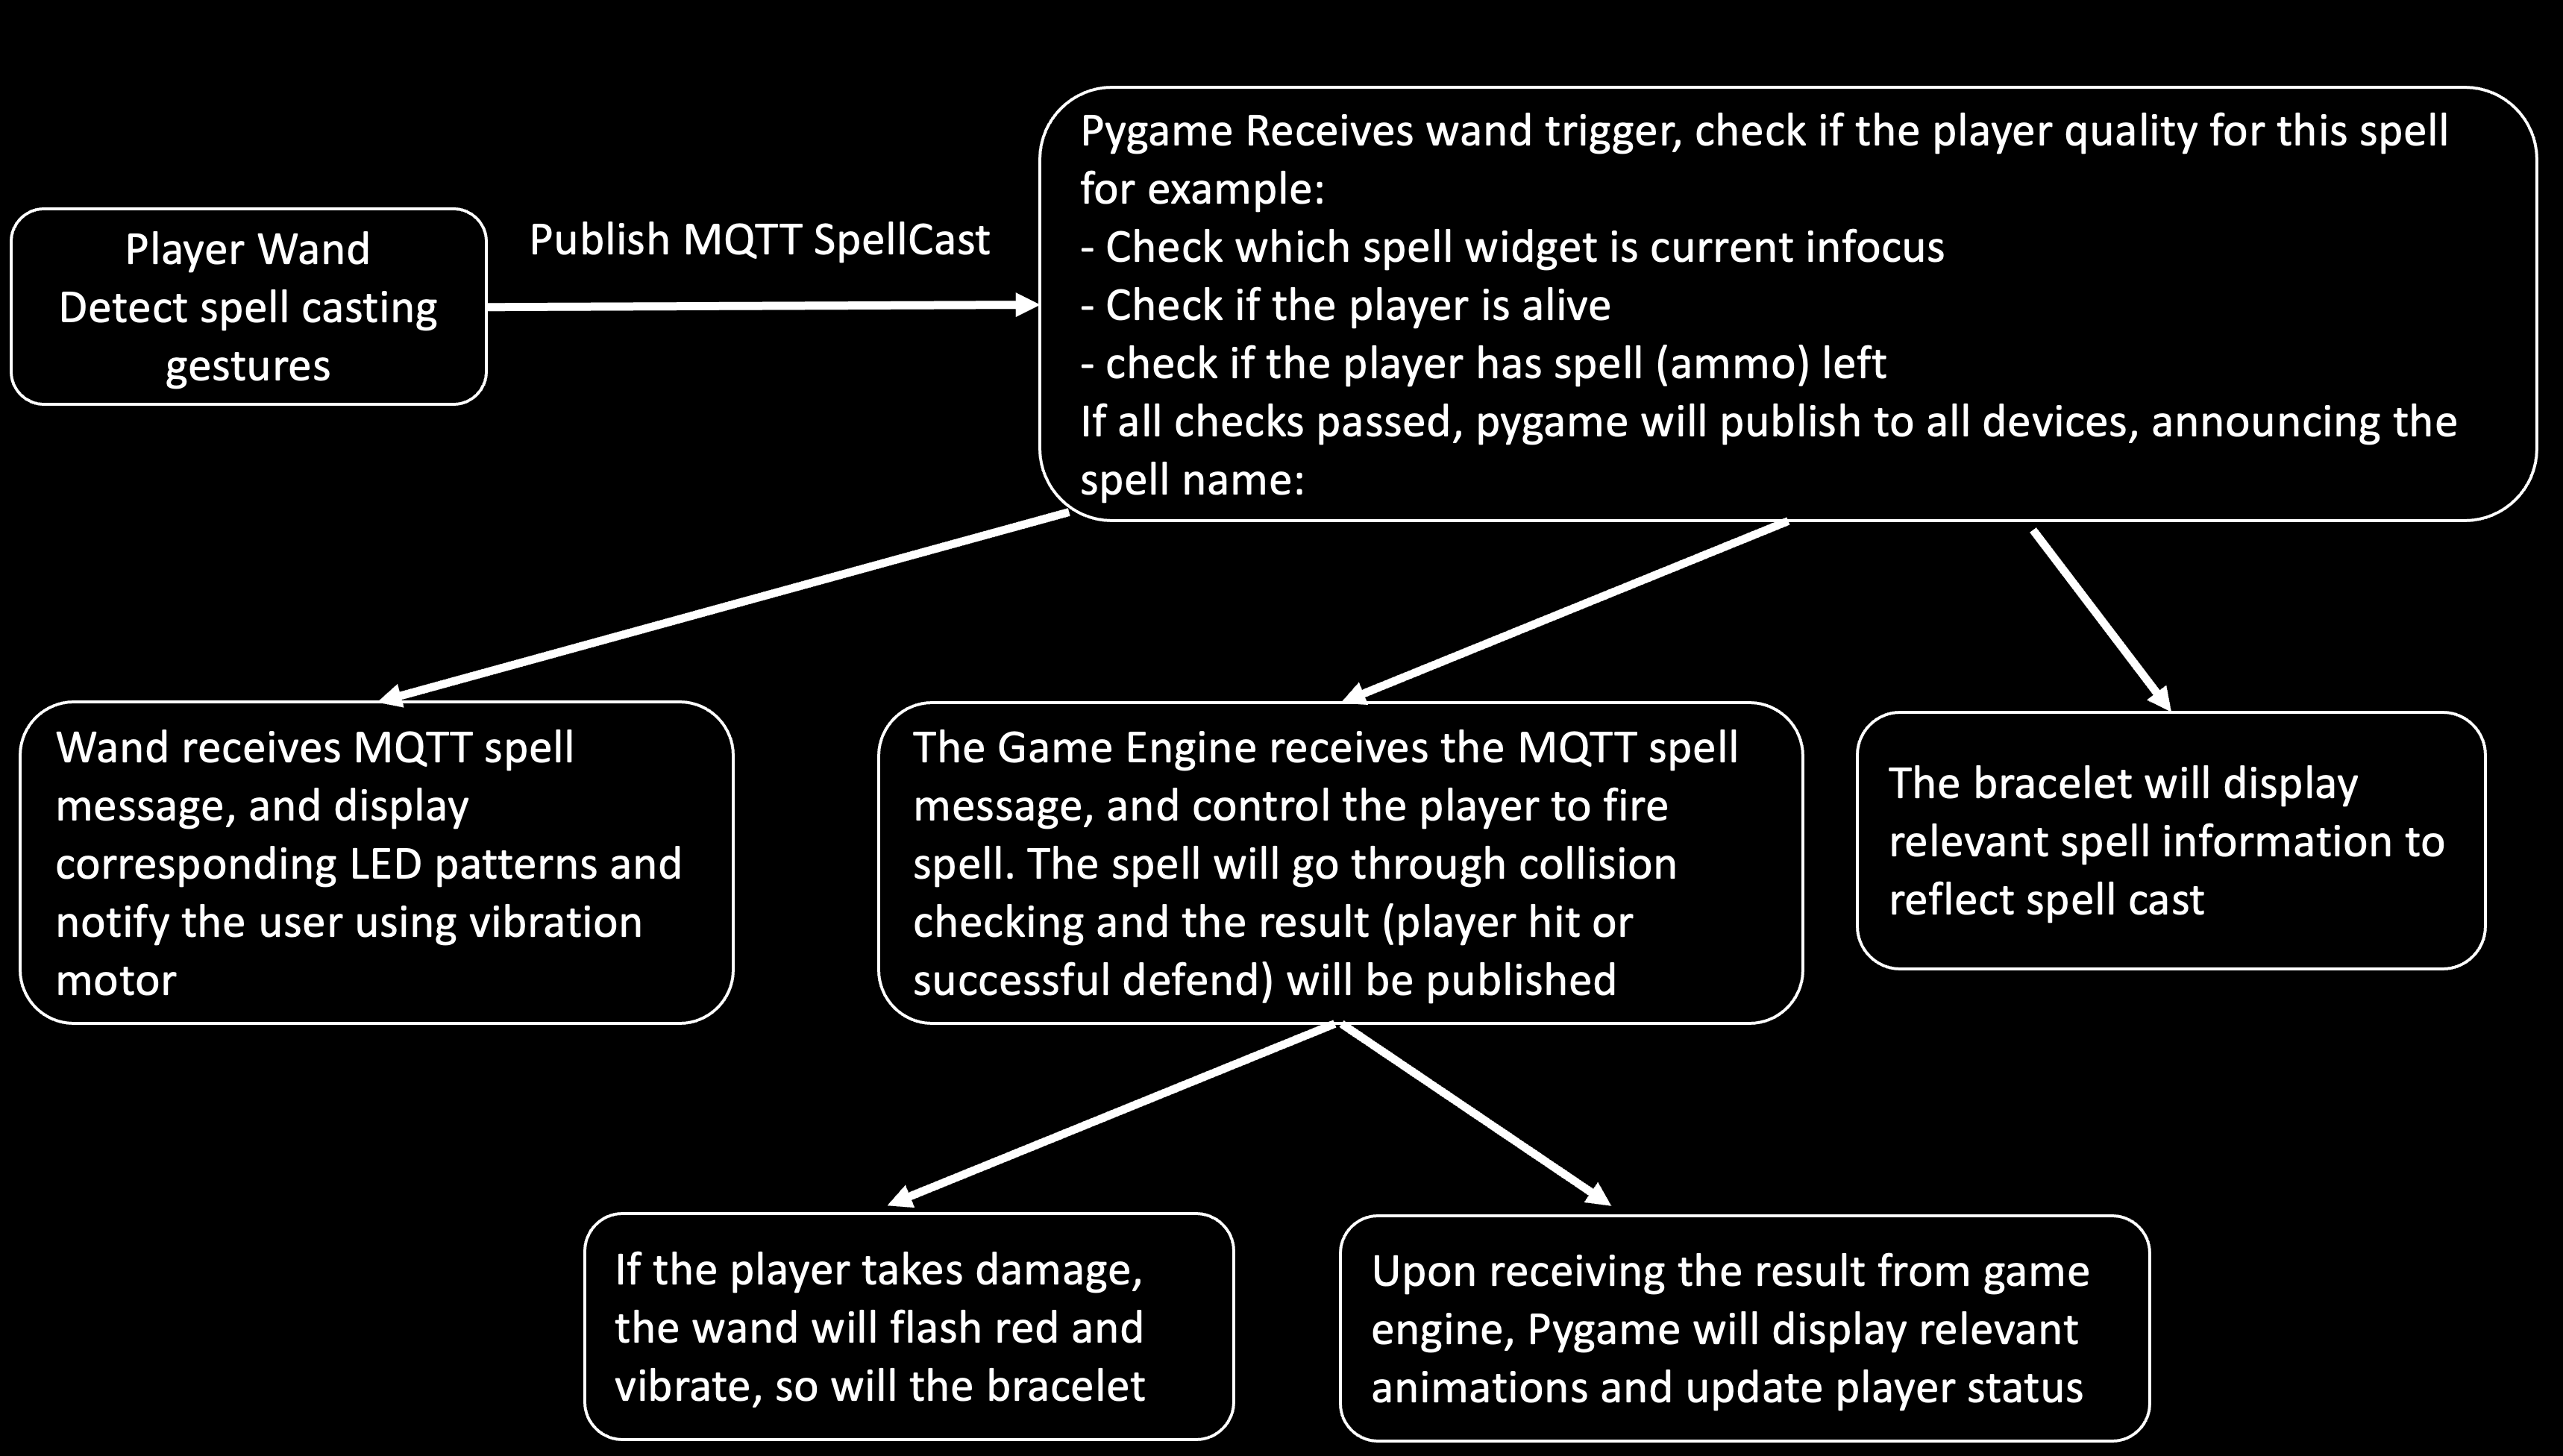 Player Wand
Detect spell casting
gestures
Publish MQTT SpellCast
Pygame Receives wand trigger, check if the player quality for this spell
for example:
- Check which spell widget is current infocus
- Check if the player is alive
- check if the player has spell (ammo) left
If all checks passed, pygame will publish to all devices, announcing the
spell name:
Wand receives MQTT spell
message, and display
corresponding LED patterns and
notify the user using vibration
motor
The Game Engine receives the MQTT spell
message, and control the player to fire
spell. The spell will go through collision
checking and the result (player hit or
successful defend) will be published
The bracelet will display
relevant spell information to
reflect spell cast
If the player takes damage,
the wand will flash red and
vibrate, so will the bracelet
Upon receiving the result from game
engine, Pygame will display relevant
animations and update player status